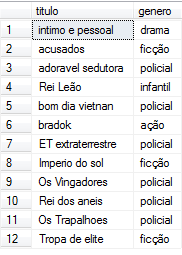 titulo genero
1 intimo e pessoal drama
2 acusados ficção
3 adoravel sedutora policial
4 Rei Leão infantil
5 bom dia vietnan policial
6 bradok ação
7 ET extraterrestre policial
8 Imperio do sol ficção
9 Os Vingadores policial
10 Rei dos aneis policial
11 Os Trapalhoes policial
12 Tropa de elite ficção